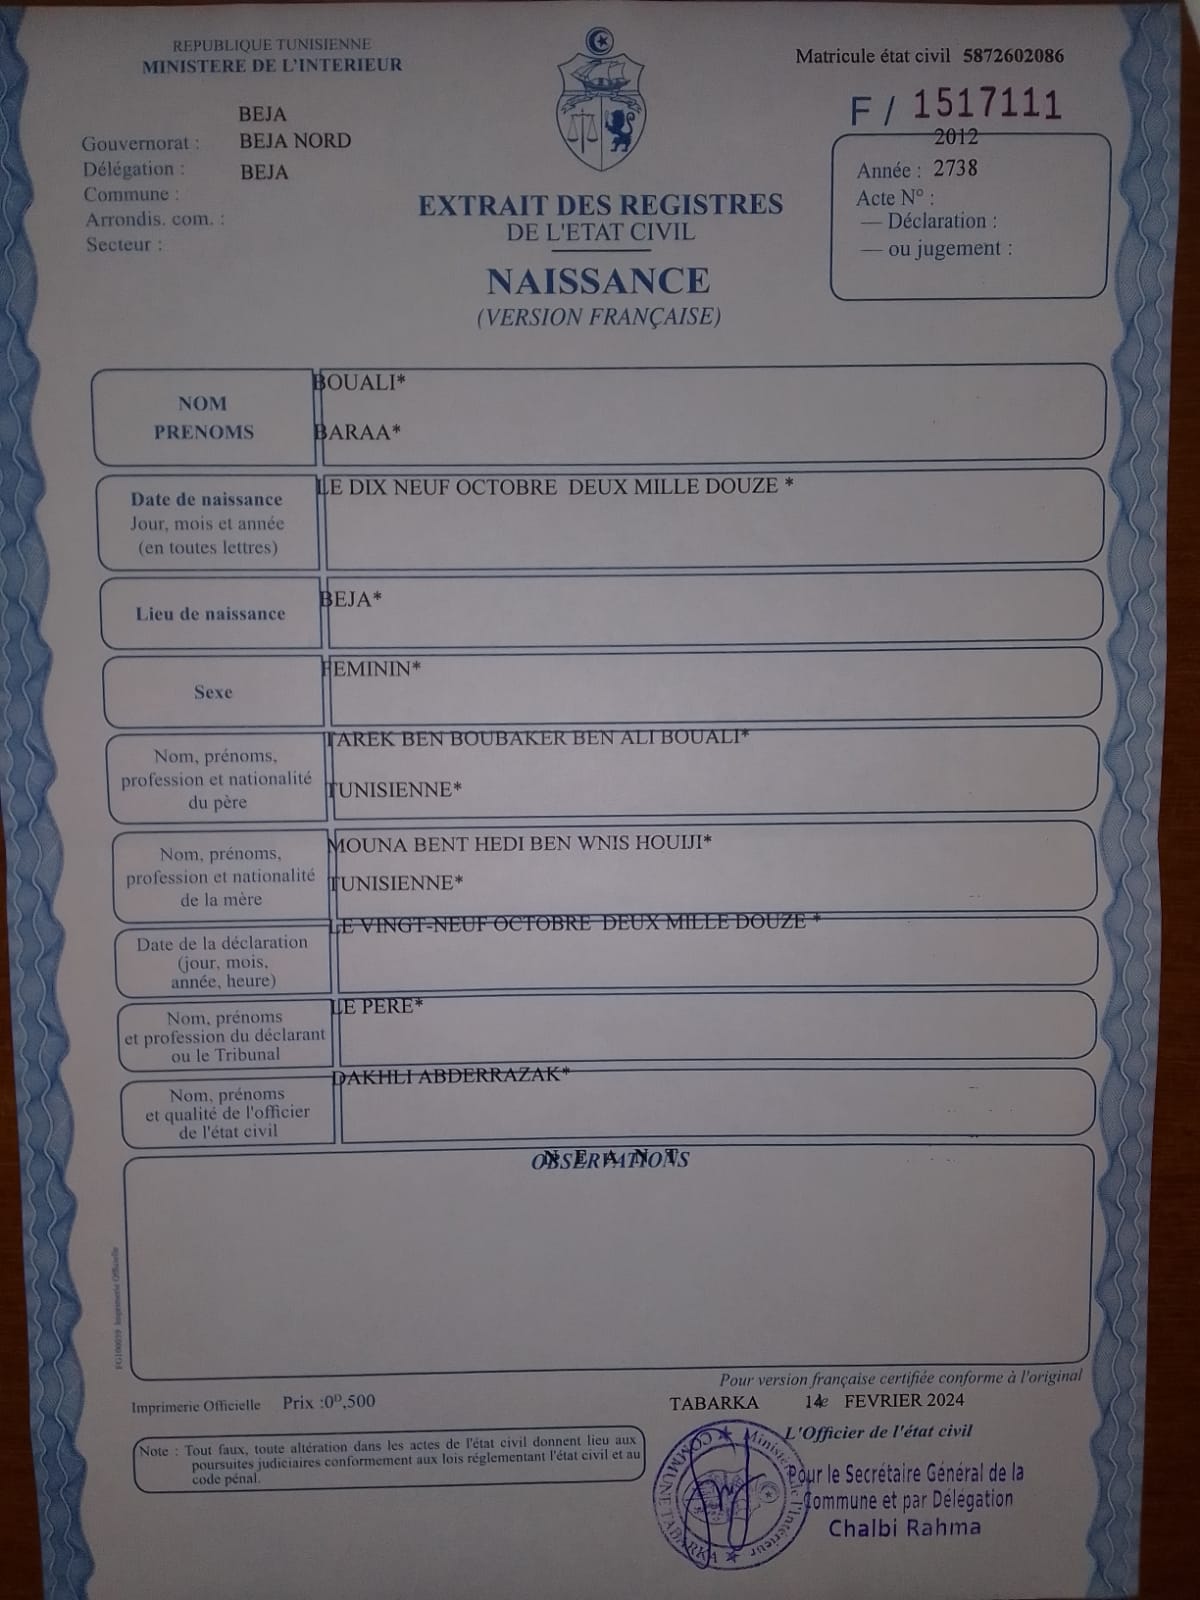 REPUBLIQUE TUNISIENNE
MINISTERE DE L'INTERIEUR
Matricule état civil 5872602086
F / 1517111
BEJA
Gouvernorat : BEJA NORD
Délégation : BEJA
Commune :
Arrondis. com. :
Secteur :
2012
Année : 2738
Acte N° :
— Déclaration :
— ou jugement :
EXTRAIT DES REGISTRES
DE L'ETAT CIVIL
NAISSANCE
(VERSION FRANÇAISE)
NOM
PRENOMS
BOUALI*
BARAA*
Date de naissance
Jour, mois et année
(en toutes lettres)
LE DIX NEUF OCTOBRE DEUX MILLE DOUZE *
Lieu de naissance
BEJA*
Sexe
FEMININ*
Nom, prénoms,
profession et nationalité
du père
TAREK BEN BOUBAKER BEN ALI BOUALI*
TUNISIENNE*
Nom, prénoms,
profession et nationalité
de la mère
MOUNA BENT HEDI BEN WNIS HOUIJI*
TUNISIENNE*
Date de la déclaration
(jour, mois,
année, heure)
LE VINGT-NEUF OCTOBRE DEUX MILLE DOUZE *
Nom, prénoms
et profession du déclarant
ou le Tribunal
LE PERE*
Nom, prénoms
et qualité de l'officier
de l'état civil
DAKHLI ABDERRAZAK*
OBSERVATIONS
N E A N T
FG100039 Imprimerie Officielle
Pour version française certifiée conforme à l'original
Imprimerie Officielle Prix :0ᴰ,500
TABARKA 14 le FEVRIER 2024
L'Officier de l'état civil
Note : Tout faux, toute altération dans les actes de l'état civil donnent lieu aux
poursuites judiciaires conformement aux lois réglementant l'état civil et au
code pénal.
COMMUNE TABARKA ★ Ministère de l'Intérieur ★
Pour le Secrétaire Général de la
Commune et par Délégation
Chalbi Rahma